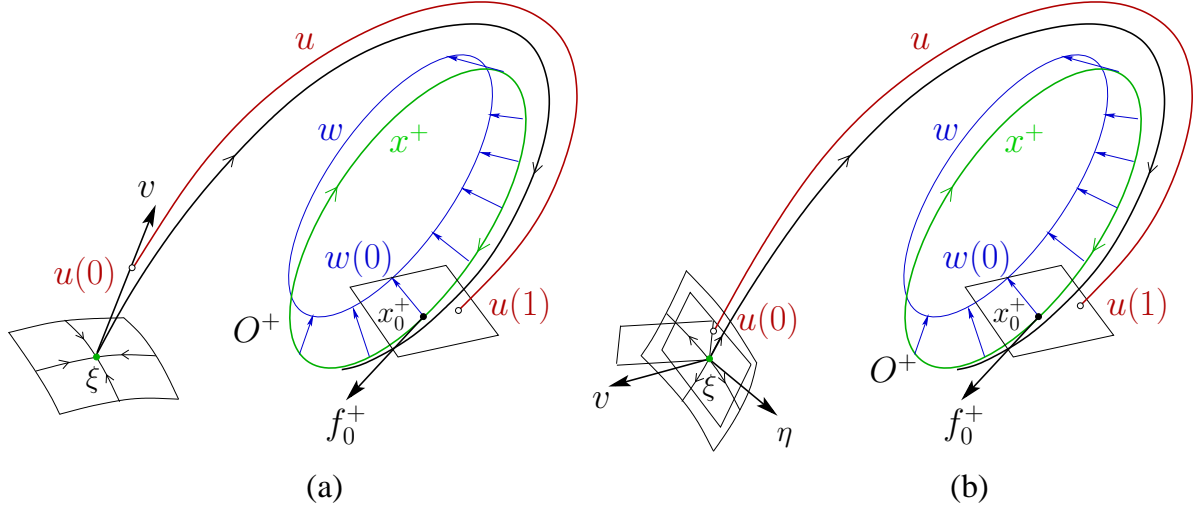 u
w
x⁺
v
u(0)
w(0)
u(1)
x₀⁺
O⁺
ξ
f₀⁺
(a)
u
w
x⁺
w(0)
u(1)
u(0)
x₀⁺
O⁺
ξ
v
η
f₀⁺
(b)